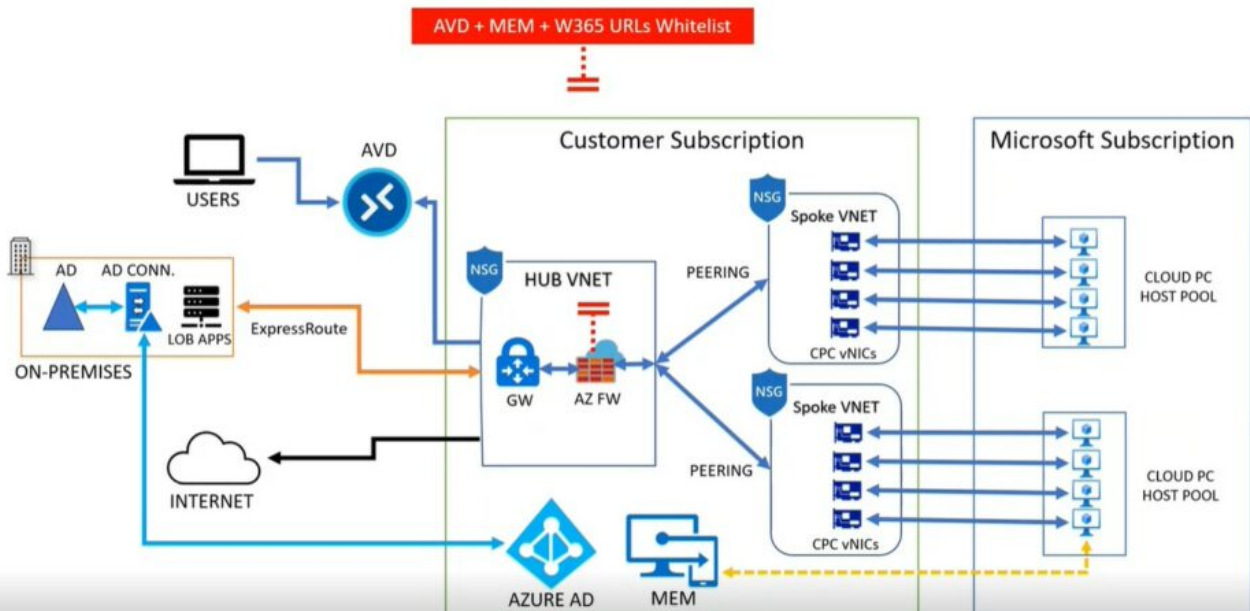 AVD + MEM + W365 URLs Whitelist
Customer Subscription
Microsoft Subscription
AVD
USERS
NSG
Spoke VNET
PEERING
CPC vNICs
CLOUD PC
HOST POOL
NSG
HUB VNET
GW
AZ FW
AD
AD CONN.
LOB APPS
ExpressRoute
ON-PREMISES
NSG
Spoke VNET
PEERING
CPC vNICs
CLOUD PC
HOST POOL
INTERNET
AZURE AD
MEM